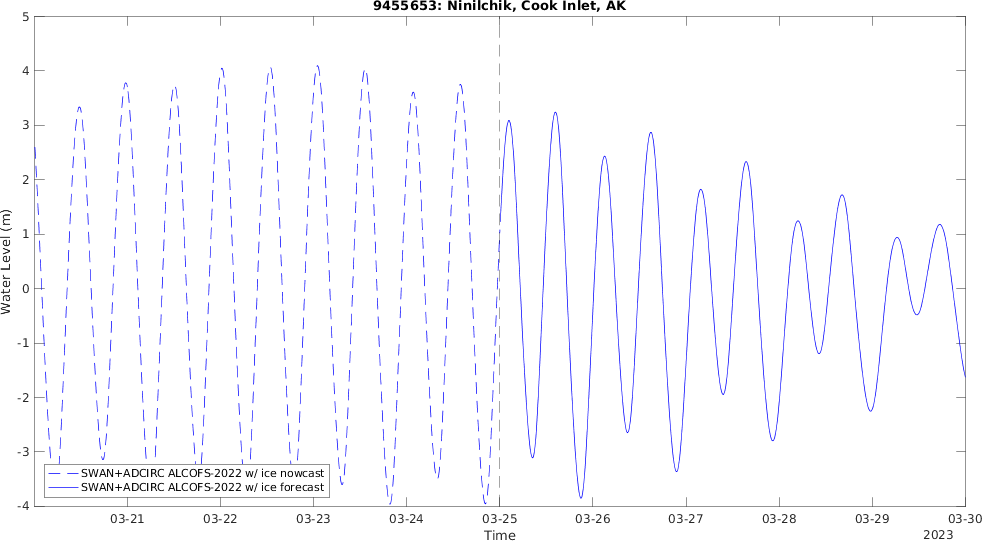 9455653: Ninilchik, Cook Inlet, AK
5
4
3
2
1
0
-1
-2
-3
-4
Water Level (m)
SWAN+ADCIRC ALCOFS-2022 w/ ice nowcast
SWAN+ADCIRC ALCOFS-2022 w/ ice forecast
03-21 03-22 03-23 03-24 03-25 03-26 03-27 03-28 03-29 03-30
Time
2023